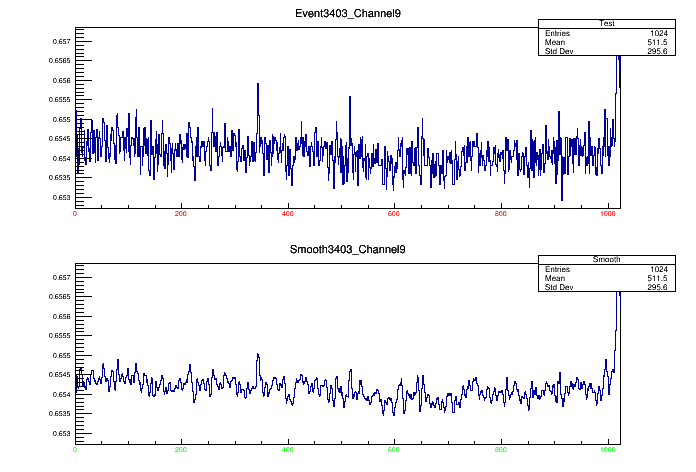 Event3403_Channel9
Test
Entries 1024
Mean 511.5
Std Dev 295.6
0.657
0.6565
0.656
0.6555
0.655
0.6545
0.654
0.6535
0.653
0 200 400 600 800 1000
Smooth3403_Channel9
Smooth
Entries 1024
Mean 511.5
Std Dev 295.6
0.657
0.6565
0.656
0.6555
0.655
0.6545
0.654
0.6535
0.653
0 200 400 600 800 1000